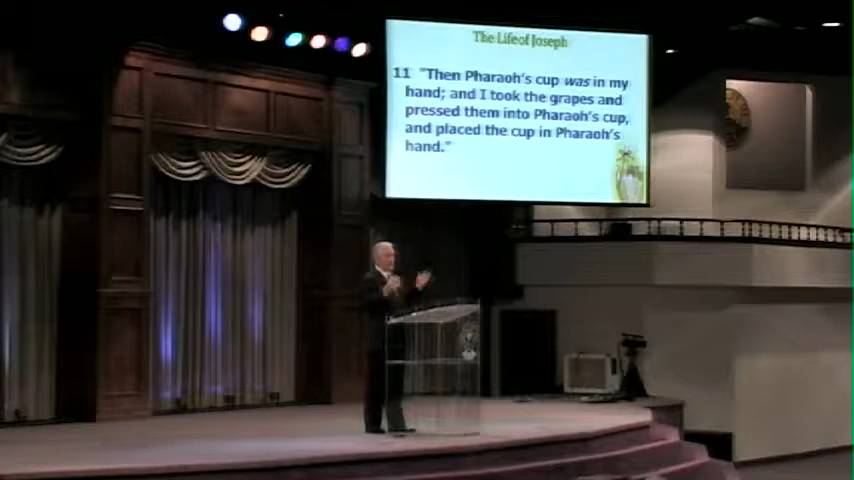 The Life of Joseph
11 "Then Pharaoh's cup was in my
hand; and I took the grapes and
pressed them into Pharaoh's cup,
and placed the cup in Pharaoh's
hand."